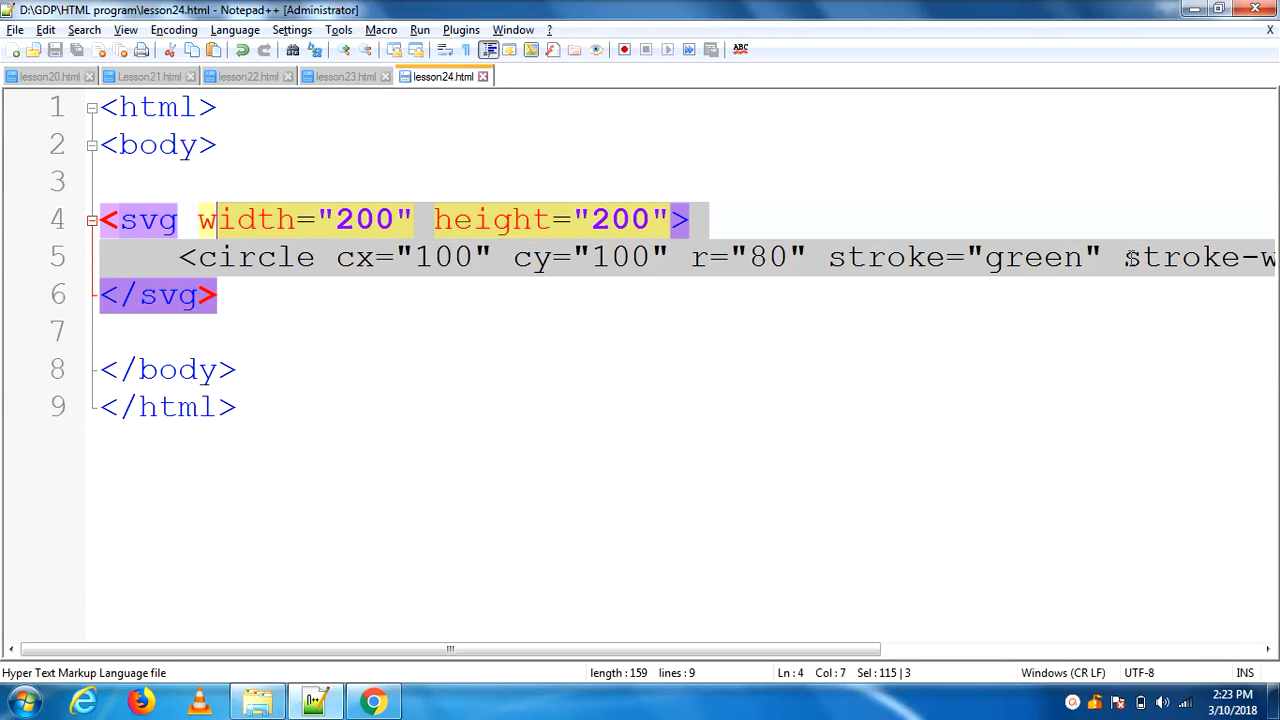 D:\GDP\HTML program\lesson24.html - Notepad++ [Administrator]
File Edit Search View Encoding Language Settings Tools Macro Run Plugins Window ? X
ABC
lesson20.html Lesson21.html lesson22.html lesson23.html lesson24.html
1 <html>
2 <body>
3
4 <svg width="200" height="200">
5 <circle cx="100" cy="100" r="80" stroke="green" stroke-w
6 </svg>
7
8 </body>
9 </html>
Hyper Text Markup Language file length : 159 lines : 9 Ln : 4 Col : 7 Sel : 115 | 3 Windows (CR LF) UTF-8 INS
2:23 PM
3/10/2018